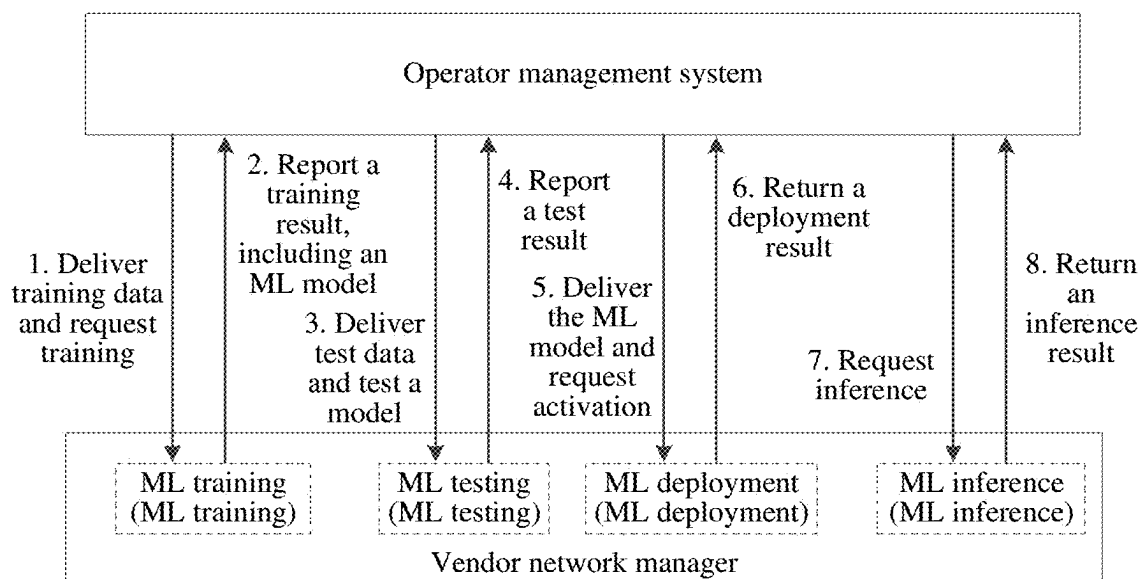 Operator management system
1. Deliver
training data
and request
training
2. Report a
training
result,
including an
ML model
3. Deliver
test data
and test a
model
4. Report
a test
result
5. Deliver
the ML
model and
request
activation
6. Return a
deployment
result
7. Request
inference
8. Return
an
inference
result
ML training
(ML training)
ML testing
(ML testing)
ML deployment
(ML deployment)
ML inference
(ML inference)
Vendor network manager